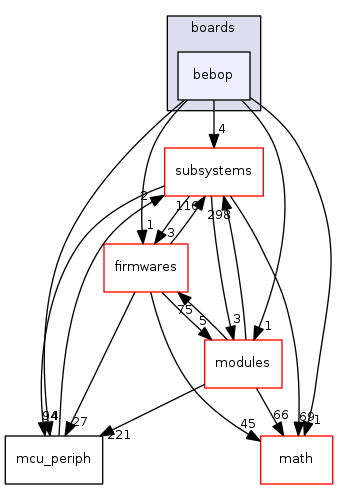 boards
bebop
4
subsystems
2
116
298
1
3
firmwares
75
5
3
1
modules
94
4
27
221
45
66
69
1
mcu_periph
math